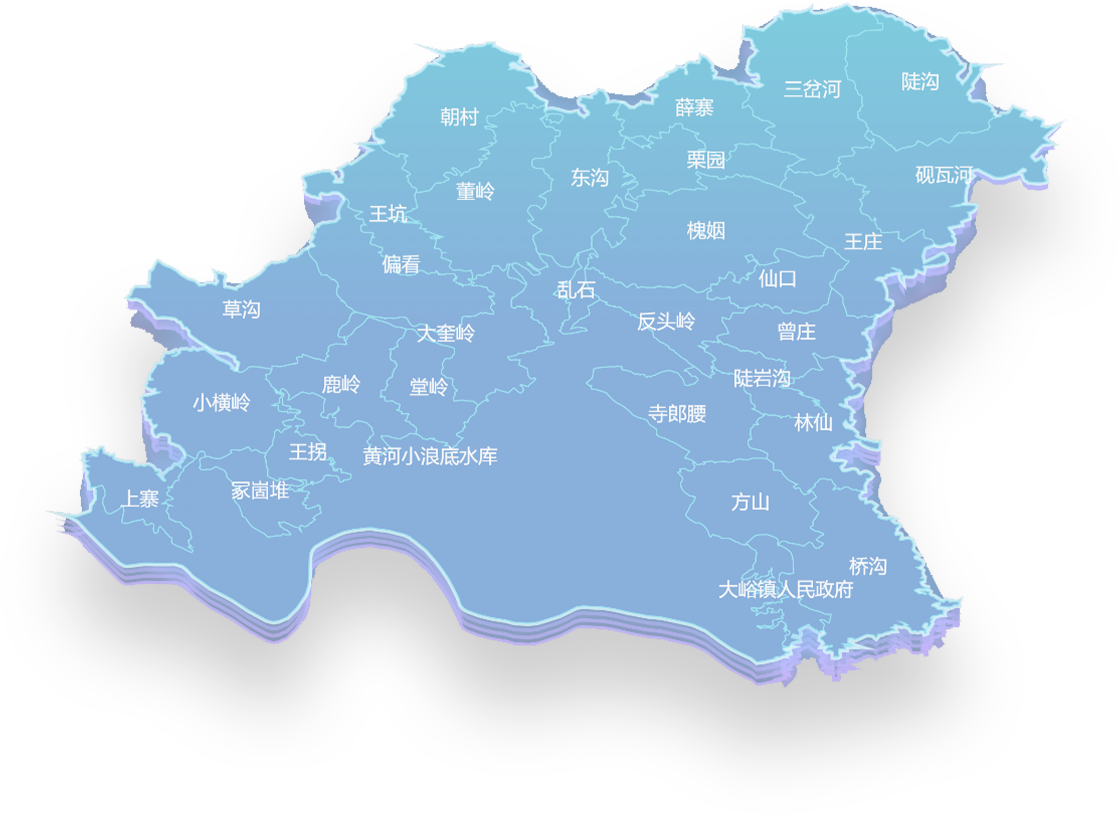 陡沟
三岔河
薛寨
朝村
栗园
砚瓦河
东沟
董岭
王坑
槐姻
王庄
偏看
仙口
乱石
草沟
反头岭
曾庄
大奎岭
陡岩沟
鹿岭
堂岭
小横岭
寺郎腰
林仙
王拐
黄河小浪底水库
冢崮堆
上寨
方山
桥沟
大峪镇人民政府